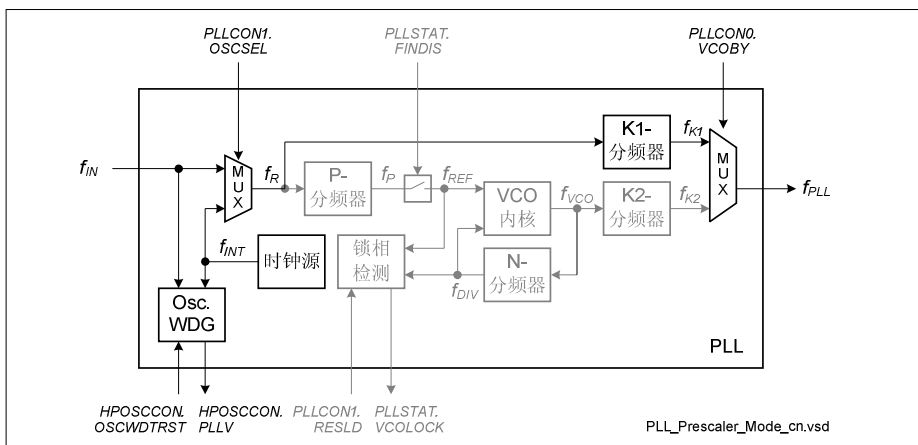 PLLCON1.
OSCSEL
PLLSTAT.
FINDIS
PLLCON0.
VCOBY
fIN
MUX
fR
P-
分频器
fP
fREF
VCO
内核
fVCO
K1-
分频器
fK1
K2-
分频器
fK2
MUX
fPLL
fINT
时钟源
锁相
检测
fDIV
N-
分频器
Osc.
WDG
PLL
HPOSCCON.
OSCWDTRST
HPOSCCON.
PLLV
PLLCON1.
RESLD
PLLSTAT.
VCOLOCK
PLL_Prescaler_Mode_cn.vsd